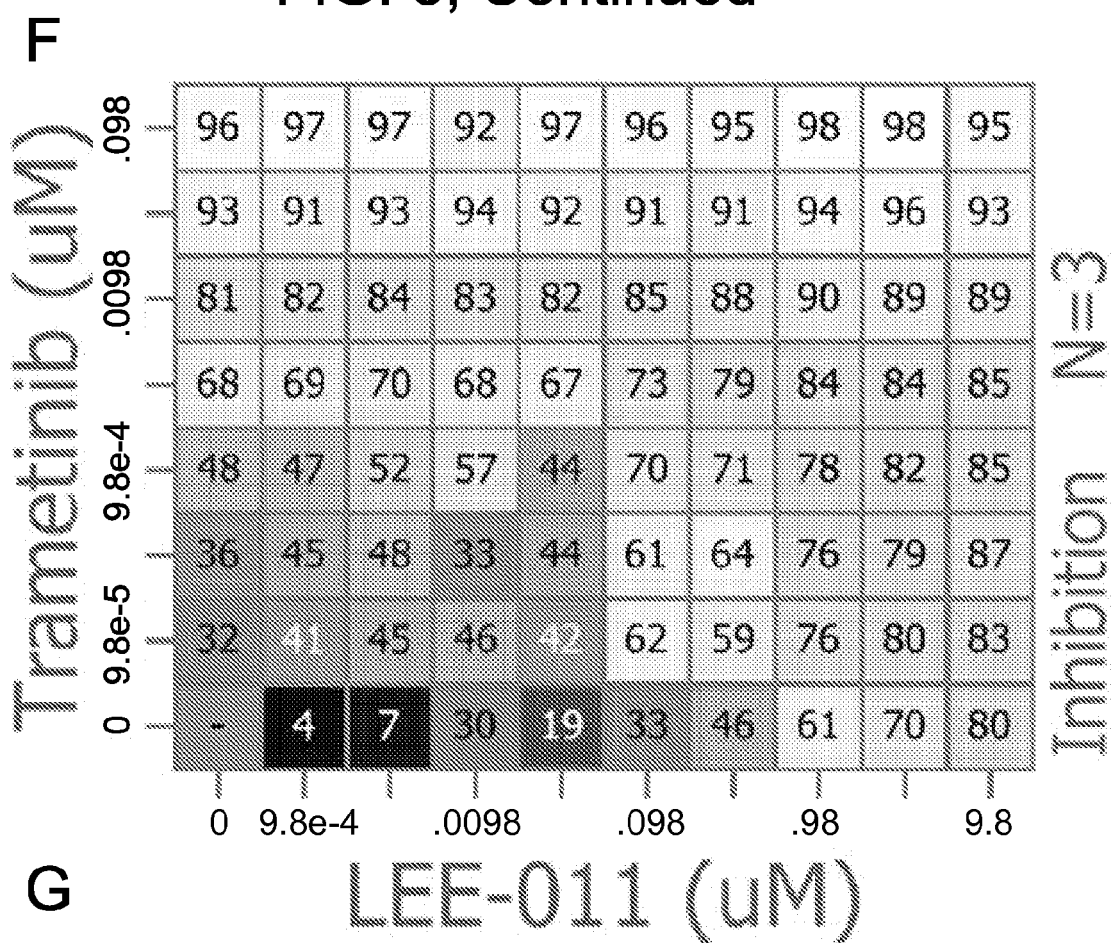 FIG. 6, Continued
F
Trametinib (uM)
.098 96 97 97 92 97 96 95 98 98 95
93 91 93 94 92 91 91 94 96 93
.0098 81 82 84 83 82 85 88 90 89 89
68 69 70 68 67 73 79 84 84 85
9.8e-4 48 47 52 57 44 70 71 78 82 85
36 45 48 33 44 61 64 76 79 87
9.8e-5 32 41 45 46 42 62 59 76 80 83
0 - 4 7 30 19 33 46 61 70 80
0 9.8e-4 .0098 .098 .98 9.8
LEE-011 (uM)
Inhibition N=3
G